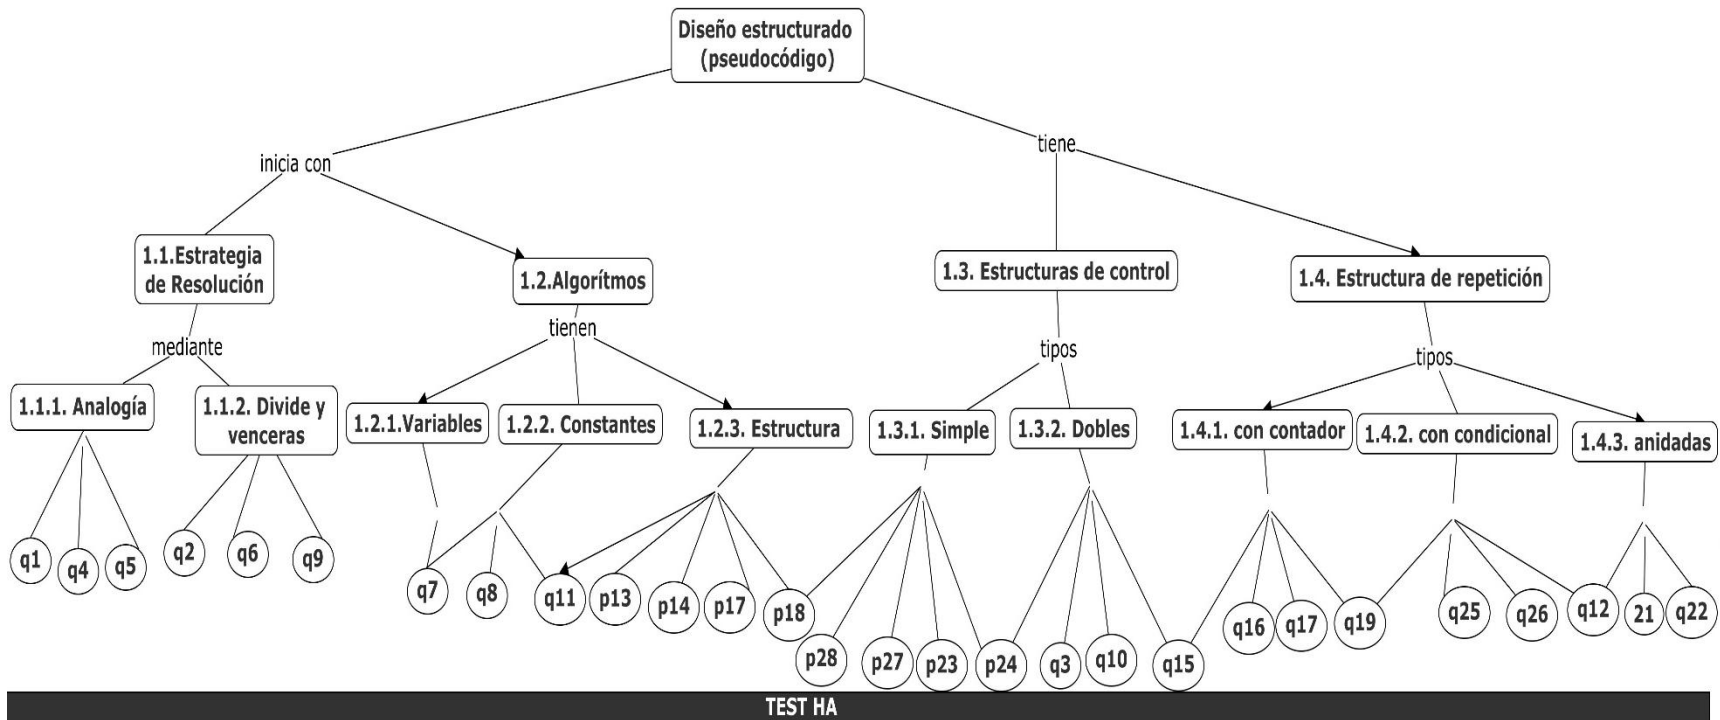 Diseño estructurado
(pseudocódigo)
inicia con
tiene
1.1.Estrategia
de Resolución
1.2.Algorítmos
1.3. Estructuras de control
1.4. Estructura de repetición
mediante
tienen
tipos
tipos
1.1.1. Analogía
1.1.2. Divide y
venceras
1.2.1.Variables
1.2.2. Constantes
1.2.3. Estructura
1.3.1. Simple
1.3.2. Dobles
1.4.1. con contador
1.4.2. con condicional
1.4.3. anidadas
q1
q4
q5
q2
q6
q9
q7
q8
q11
p13
p14
p17
p18
p28
p27
p23
p24
q3
q10
q15
q16
q17
q19
q25
q26
q12
21
q22
TEST HA